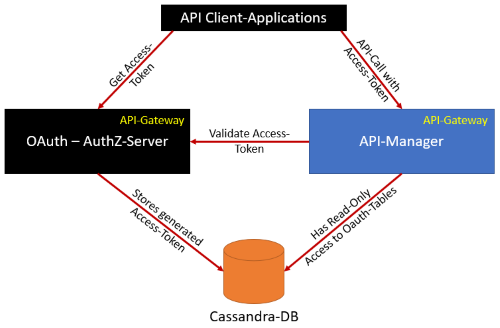 API Client-Applications
Get Access-
Token
API-Call with
Access-Token
API-Gateway
OAuth – AuthZ-Server
Validate Access-
Token
API-Gateway
API-Manager
Stores generated
Access-Token
Has Read-Only
Access to Oauth-Tables
Cassandra-DB